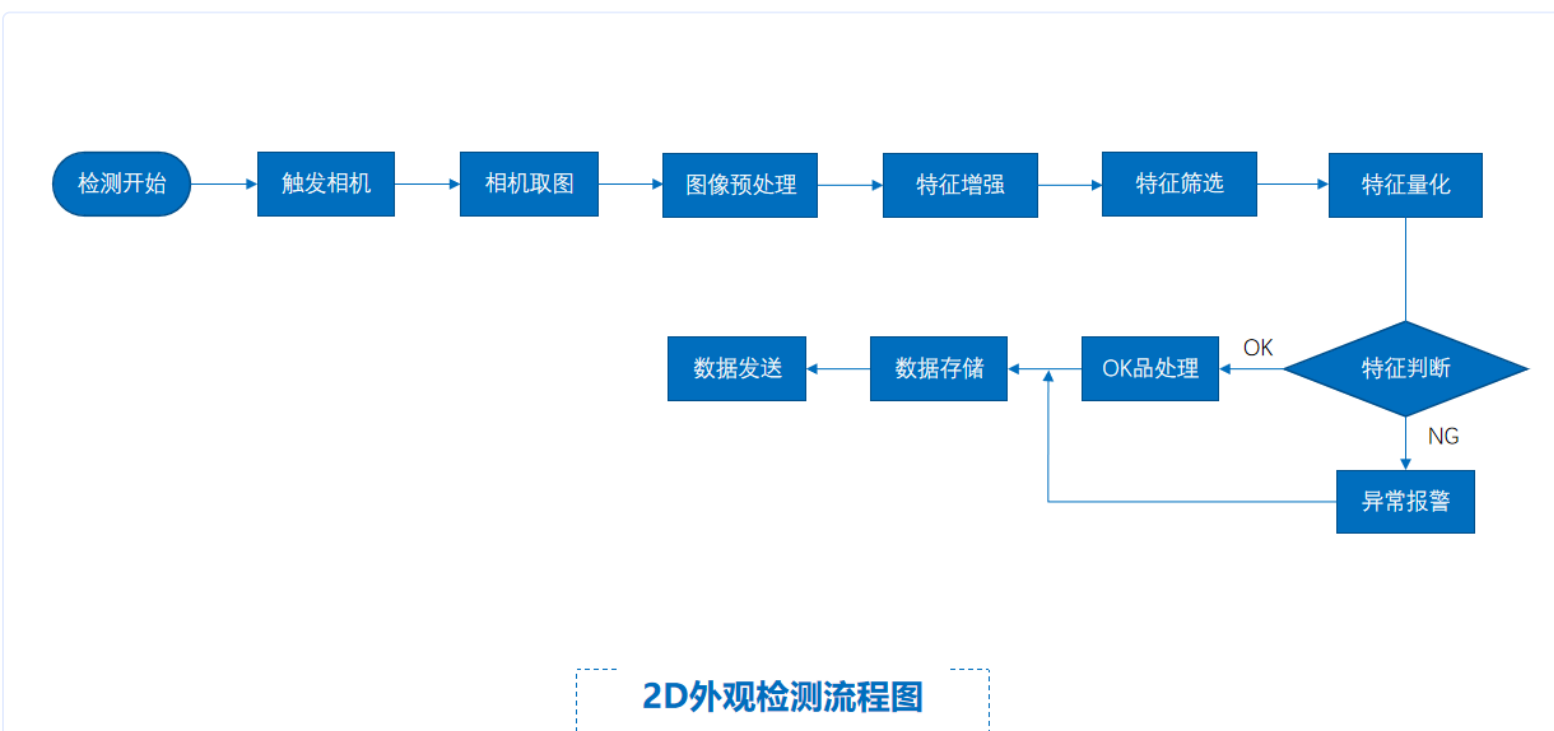 检测开始
触发相机
相机取图
图像预处理
特征增强
特征筛选
特征量化
数据发送
数据存储
OK品处理
OK
特征判断
NG
异常报警
2D外观检测流程图